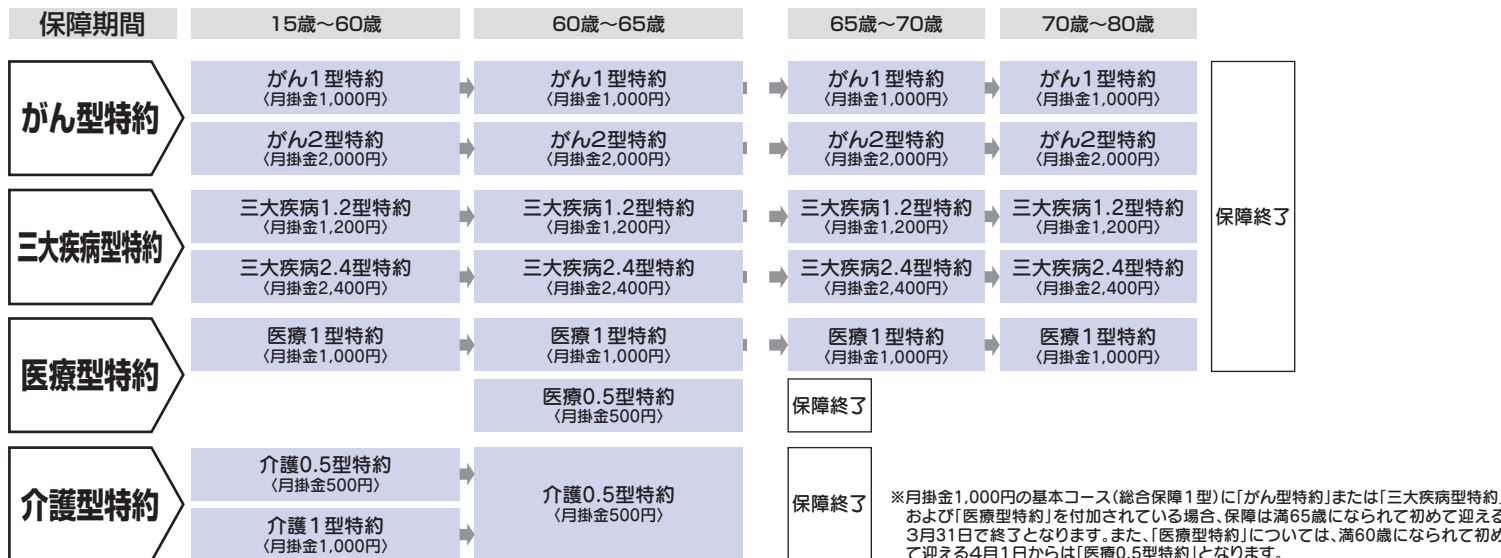 保障期間
15歳～60歳
60歳～65歳
65歳～70歳
70歳～80歳
がん型特約
がん1型特約
〈月掛金1,000円〉
がん1型特約
〈月掛金1,000円〉
がん1型特約
〈月掛金1,000円〉
がん1型特約
〈月掛金1,000円〉
がん2型特約
〈月掛金2,000円〉
がん2型特約
〈月掛金2,000円〉
がん2型特約
〈月掛金2,000円〉
がん2型特約
〈月掛金2,000円〉
三大疾病型特約
三大疾病1.2型特約
〈月掛金1,200円〉
三大疾病1.2型特約
〈月掛金1,200円〉
三大疾病1.2型特約
〈月掛金1,200円〉
三大疾病1.2型特約
〈月掛金1,200円〉
三大疾病2.4型特約
〈月掛金2,400円〉
三大疾病2.4型特約
〈月掛金2,400円〉
三大疾病2.4型特約
〈月掛金2,400円〉
三大疾病2.4型特約
〈月掛金2,400円〉
保障終了
医療型特約
医療1型特約
〈月掛金1,000円〉
医療1型特約
〈月掛金1,000円〉
医療1型特約
〈月掛金1,000円〉
医療1型特約
〈月掛金1,000円〉
医療0.5型特約
〈月掛金500円〉
保障終了
介護型特約
介護0.5型特約
〈月掛金500円〉
介護1型特約
〈月掛金1,000円〉
介護0.5型特約
〈月掛金500円〉
保障終了
※月掛金1,000円の基本コース(総合保障1型)に「がん型特約」または「三大疾病型特約」
および「医療型特約」を付加されている場合、保障は満65歳になられて初めて迎える
3月31日で終了となります。また、「医療型特約」については、満60歳になられて初め
て迎える4月1日からは「医療0.5型特約」となります。